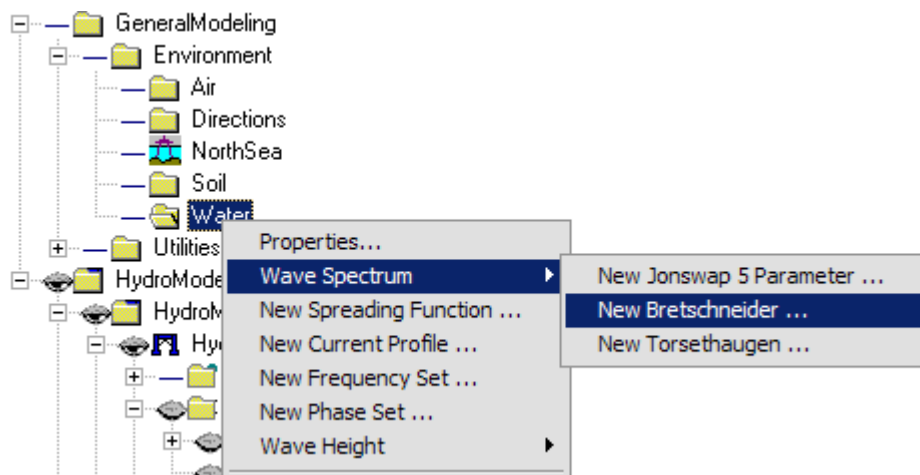 GeneralModeling
Environment
Air
Directions
NorthSea
Soil
Water
Utilities
Properties...
HydroMode
Wave Spectrum
New Jonswap 5 Parameter ...
HydroM
New Spreading Function ...
New Bretschneider ...
Hy
New Current Profile ...
New Torsethaugen ...
New Frequency Set ...
New Phase Set ...
Wave Height